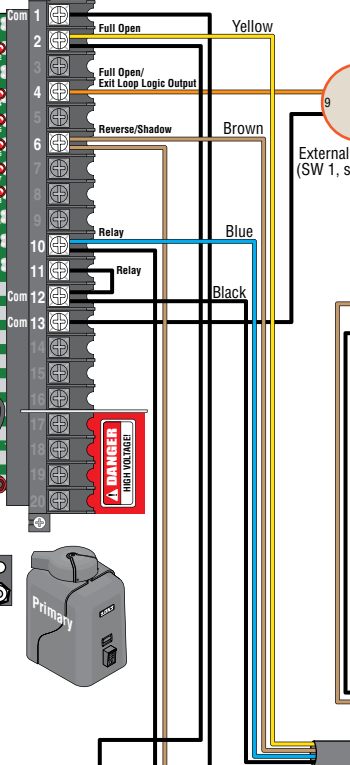 Com 1
Full Open
Yellow
2
3
Full Open/
Exit Loop Logic Output
4
9
5
Reverse/Shadow
Brown
6
External
(SW 1, s
7
8
9
Relay
Blue
10
11
Relay
Com 12
Black
Com 13
14
15
16
17
18
19
20
DANGER
HIGH VOLTAGE!
Primary